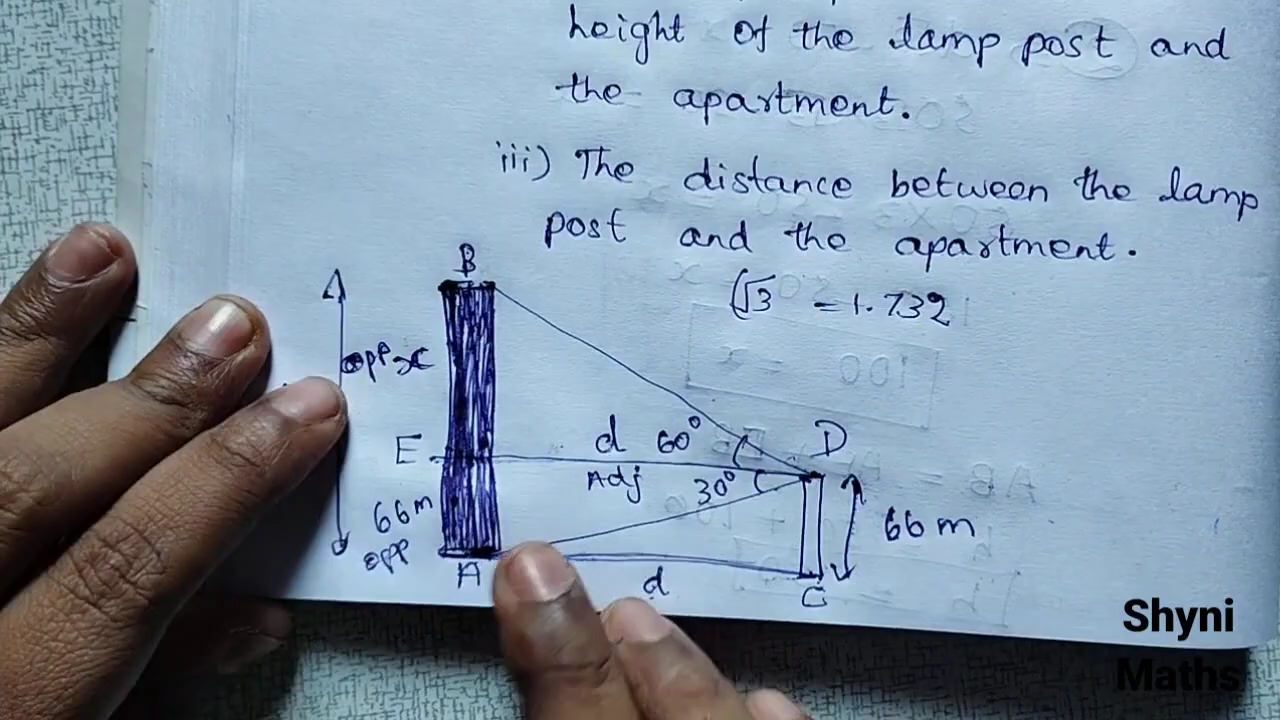 height of the lamp post and
the apartment.
iii) The distance between the lamp
post and the apartment.
(√3 = 1.732
B
opp x
E
d 60°
D
Adj 30°
66m
opp
66 m
A
d
C
Shyni
Maths